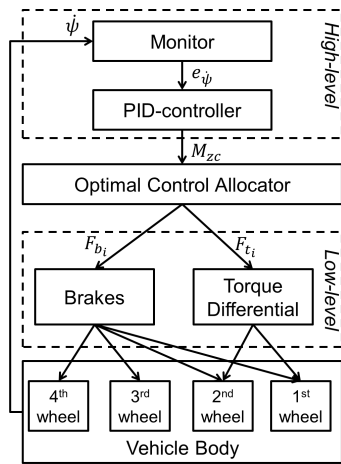 ψ̇
Monitor
High-level
e_ψ̇
PID-controller
M_zc
Optimal Control Allocator
F_b_i
F_t_i
Low-level
Brakes
Torque
Differential
4th
wheel
3rd
wheel
2nd
wheel
1st
wheel
Vehicle Body